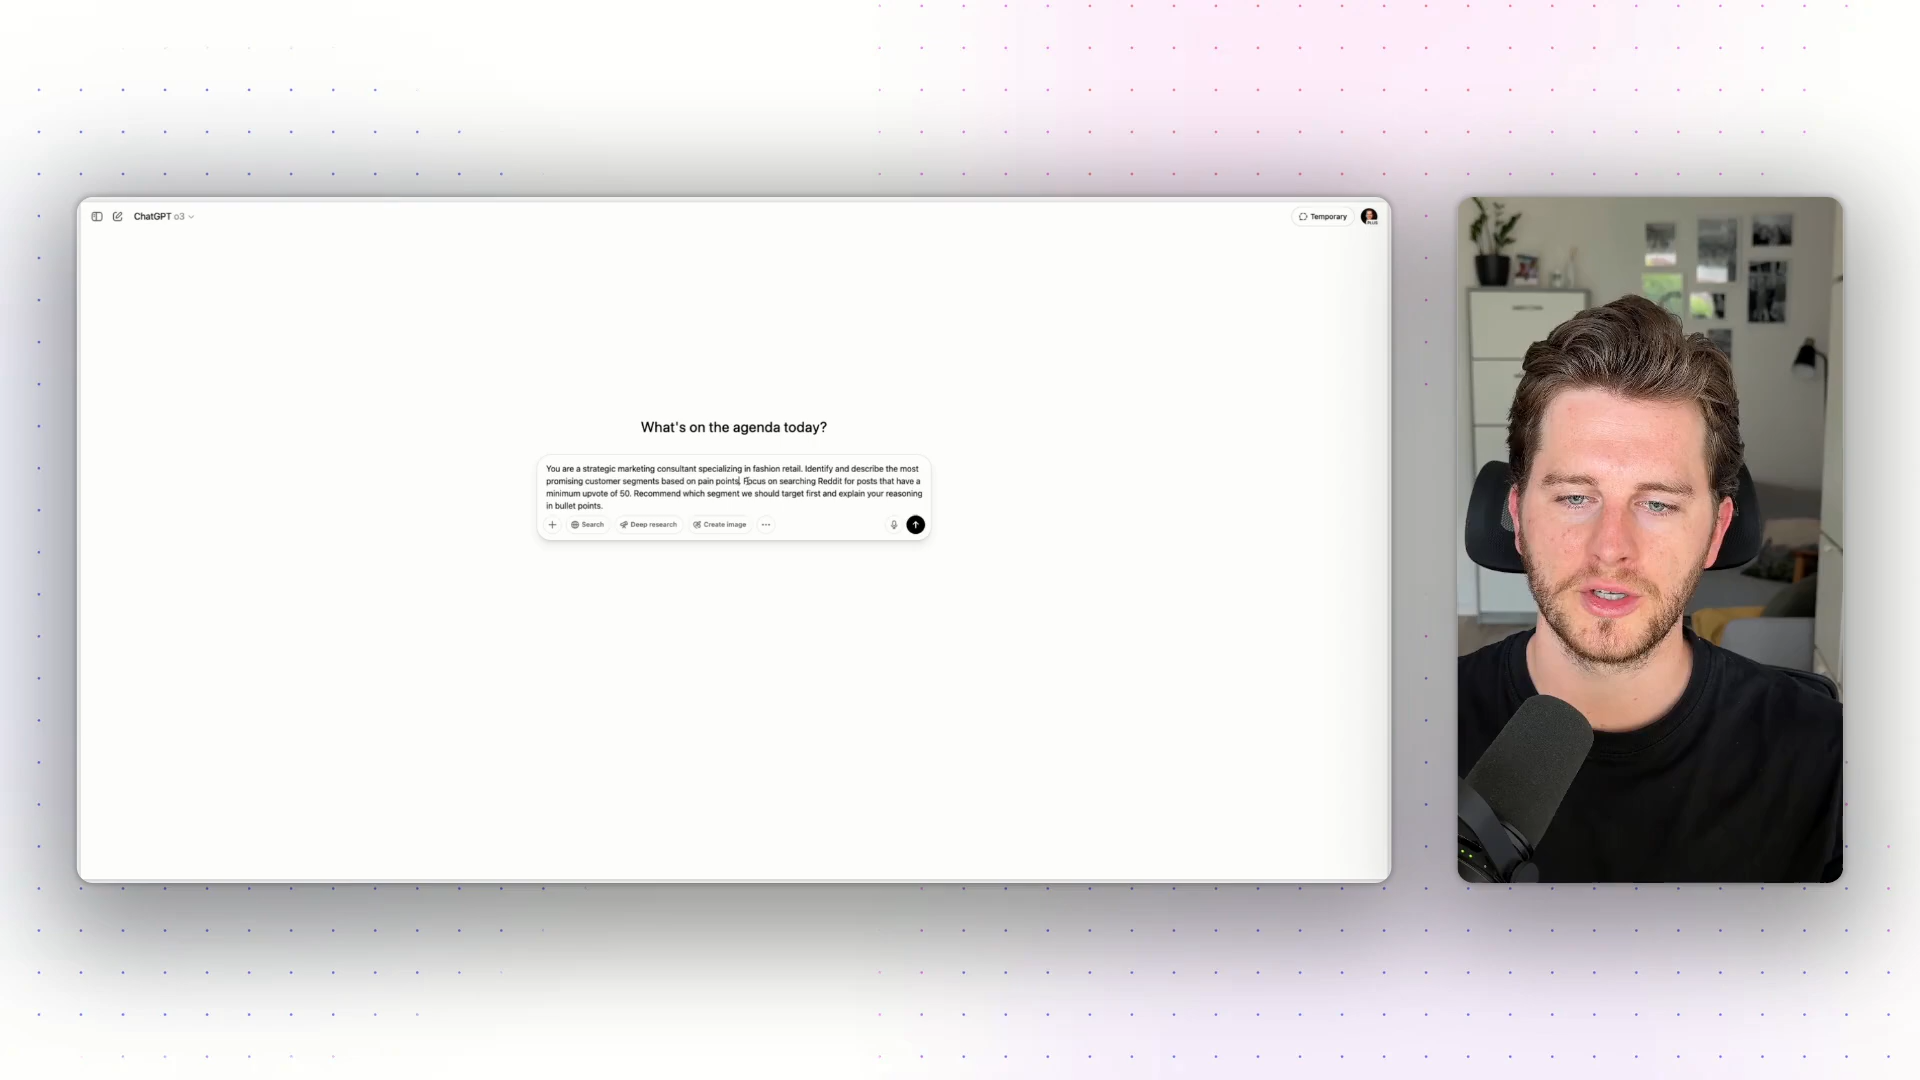 ChatGPT o3
Temporary
PLUS
What's on the agenda today?
You are a strategic marketing consultant specializing in fashion retail. Identify and describe the most
promising customer segments based on pain points. Focus on searching Reddit for posts that have a
minimum upvote of 50. Recommend which segment we should target first and explain your reasoning
in bullet points.
Search
Deep research
Create image